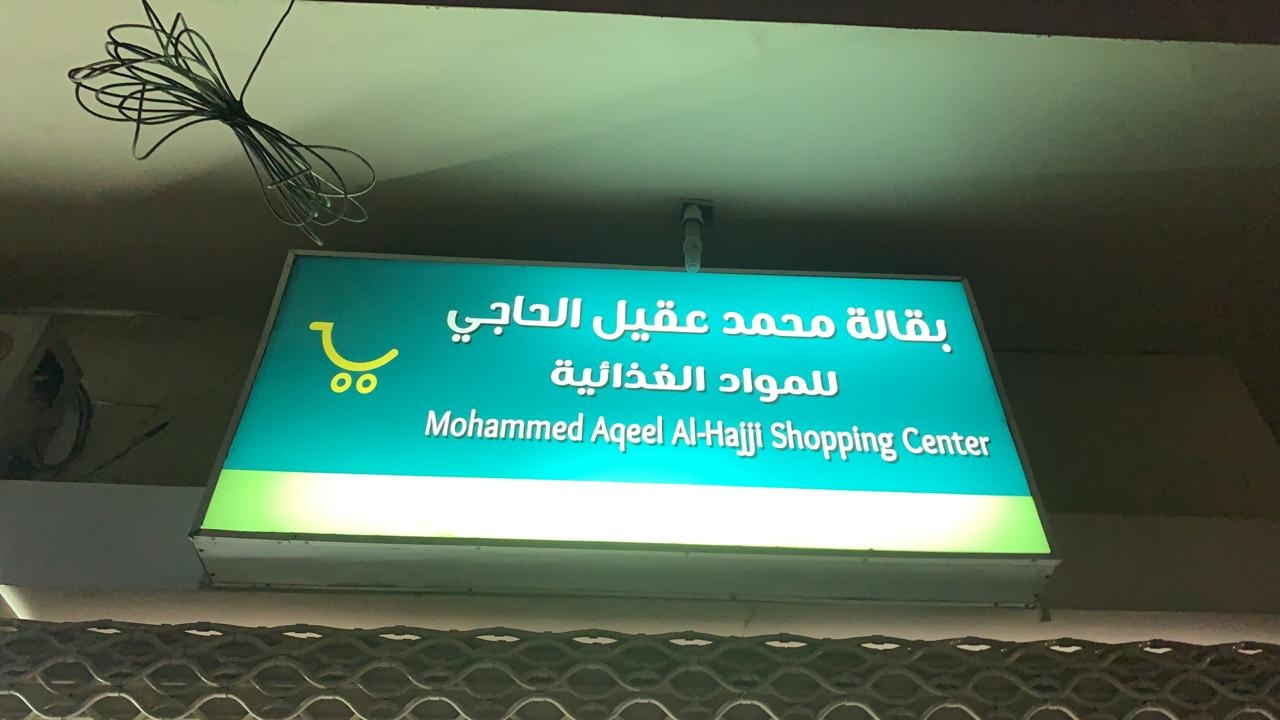 بقالة محمد عقيل الحاجي
للمواد الغذائية
Mohammed Aqeel Al-Hajji Shopping Center